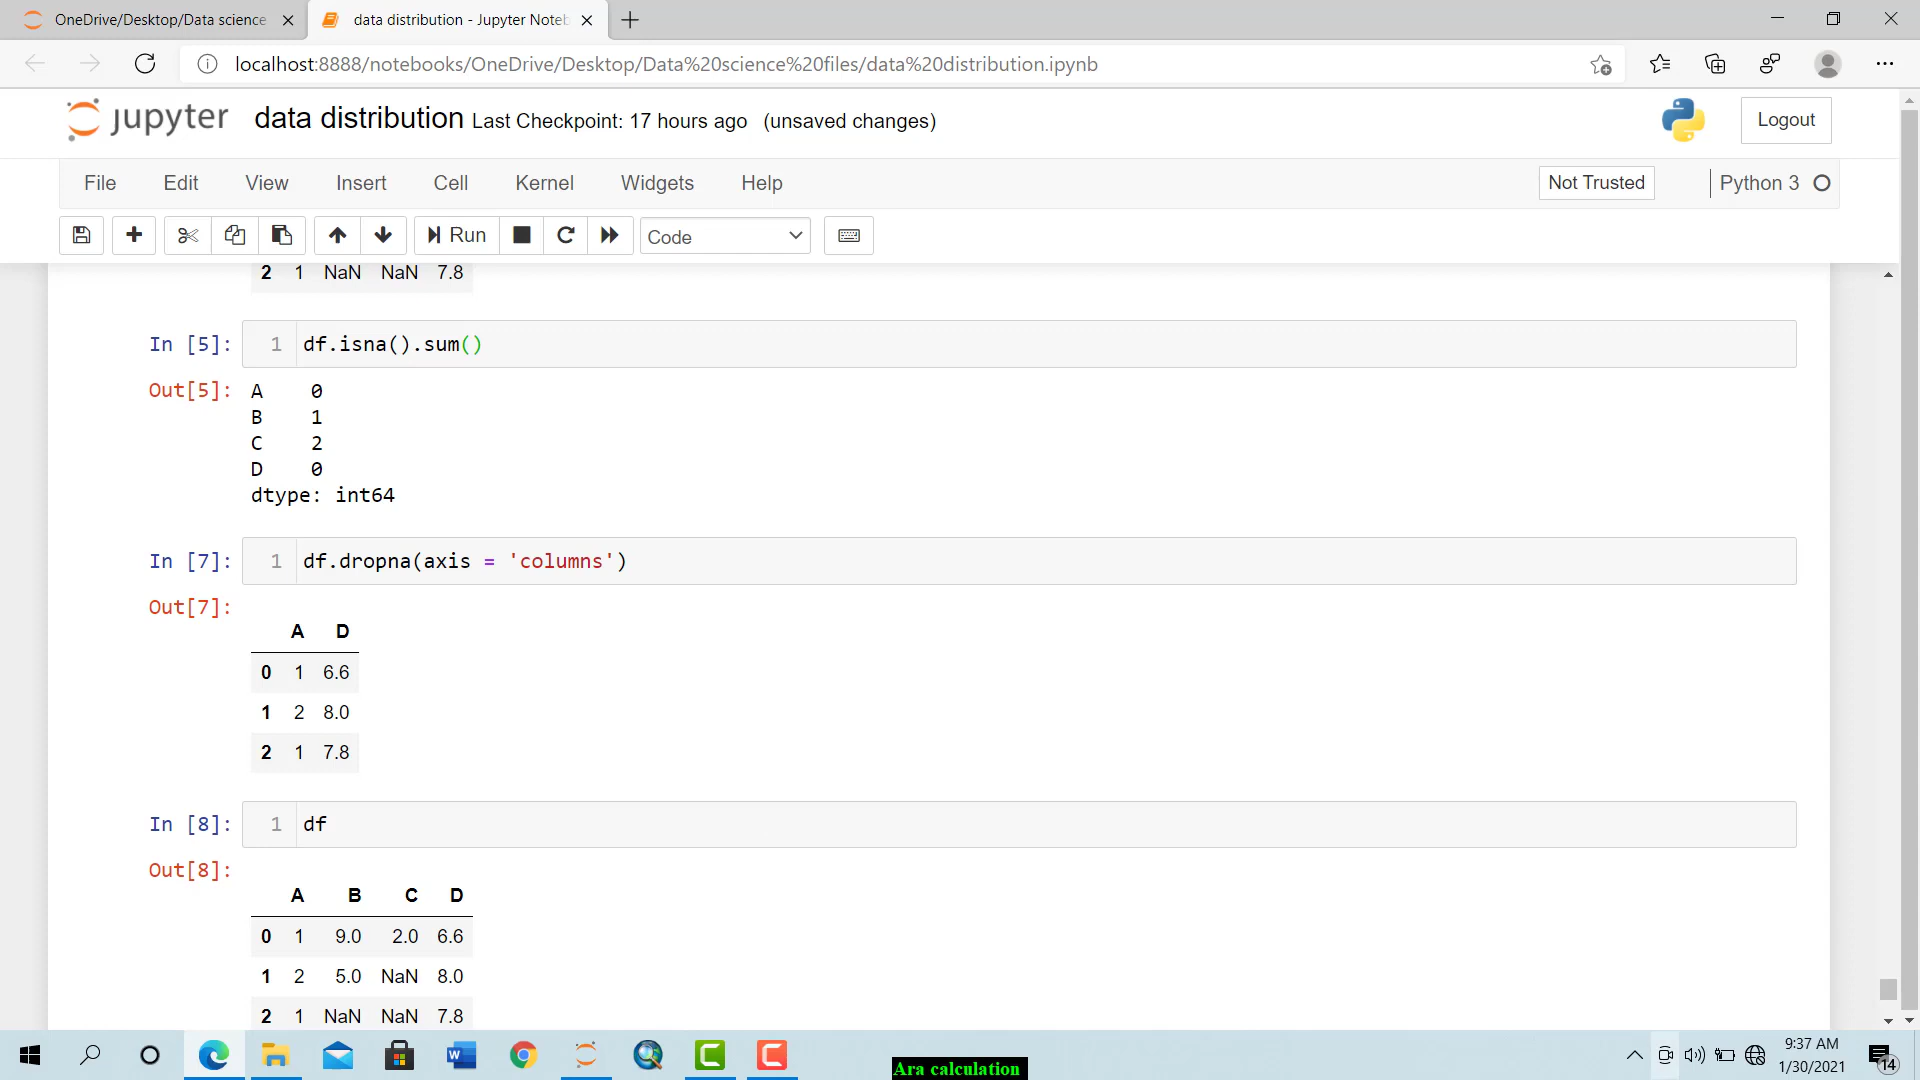 OneDrive/Desktop/Data science
data distribution - Jupyter Noteb
localhost:8888/notebooks/OneDrive/Desktop/Data%20science%20files/data%20distribution.ipynb
jupyter data distribution Last Checkpoint: 17 hours ago (unsaved changes)
Logout
File Edit View Insert Cell Kernel Widgets Help
Not Trusted Python 3
Run Code
2 1 NaN NaN 7.8
In [5]: 1 df.isna().sum()
Out[5]: A 0
B 1
C 2
D 0
dtype: int64
In [7]: 1 df.dropna(axis = 'columns')
Out[7]:
A D
0 1 6.6
1 2 8.0
2 1 7.8
In [8]: 1 df
Out[8]:
A B C D
0 1 9.0 2.0 6.6
1 2 5.0 NaN 8.0
2 1 NaN NaN 7.8
Ara calculation
9:37 AM
1/30/2021
14